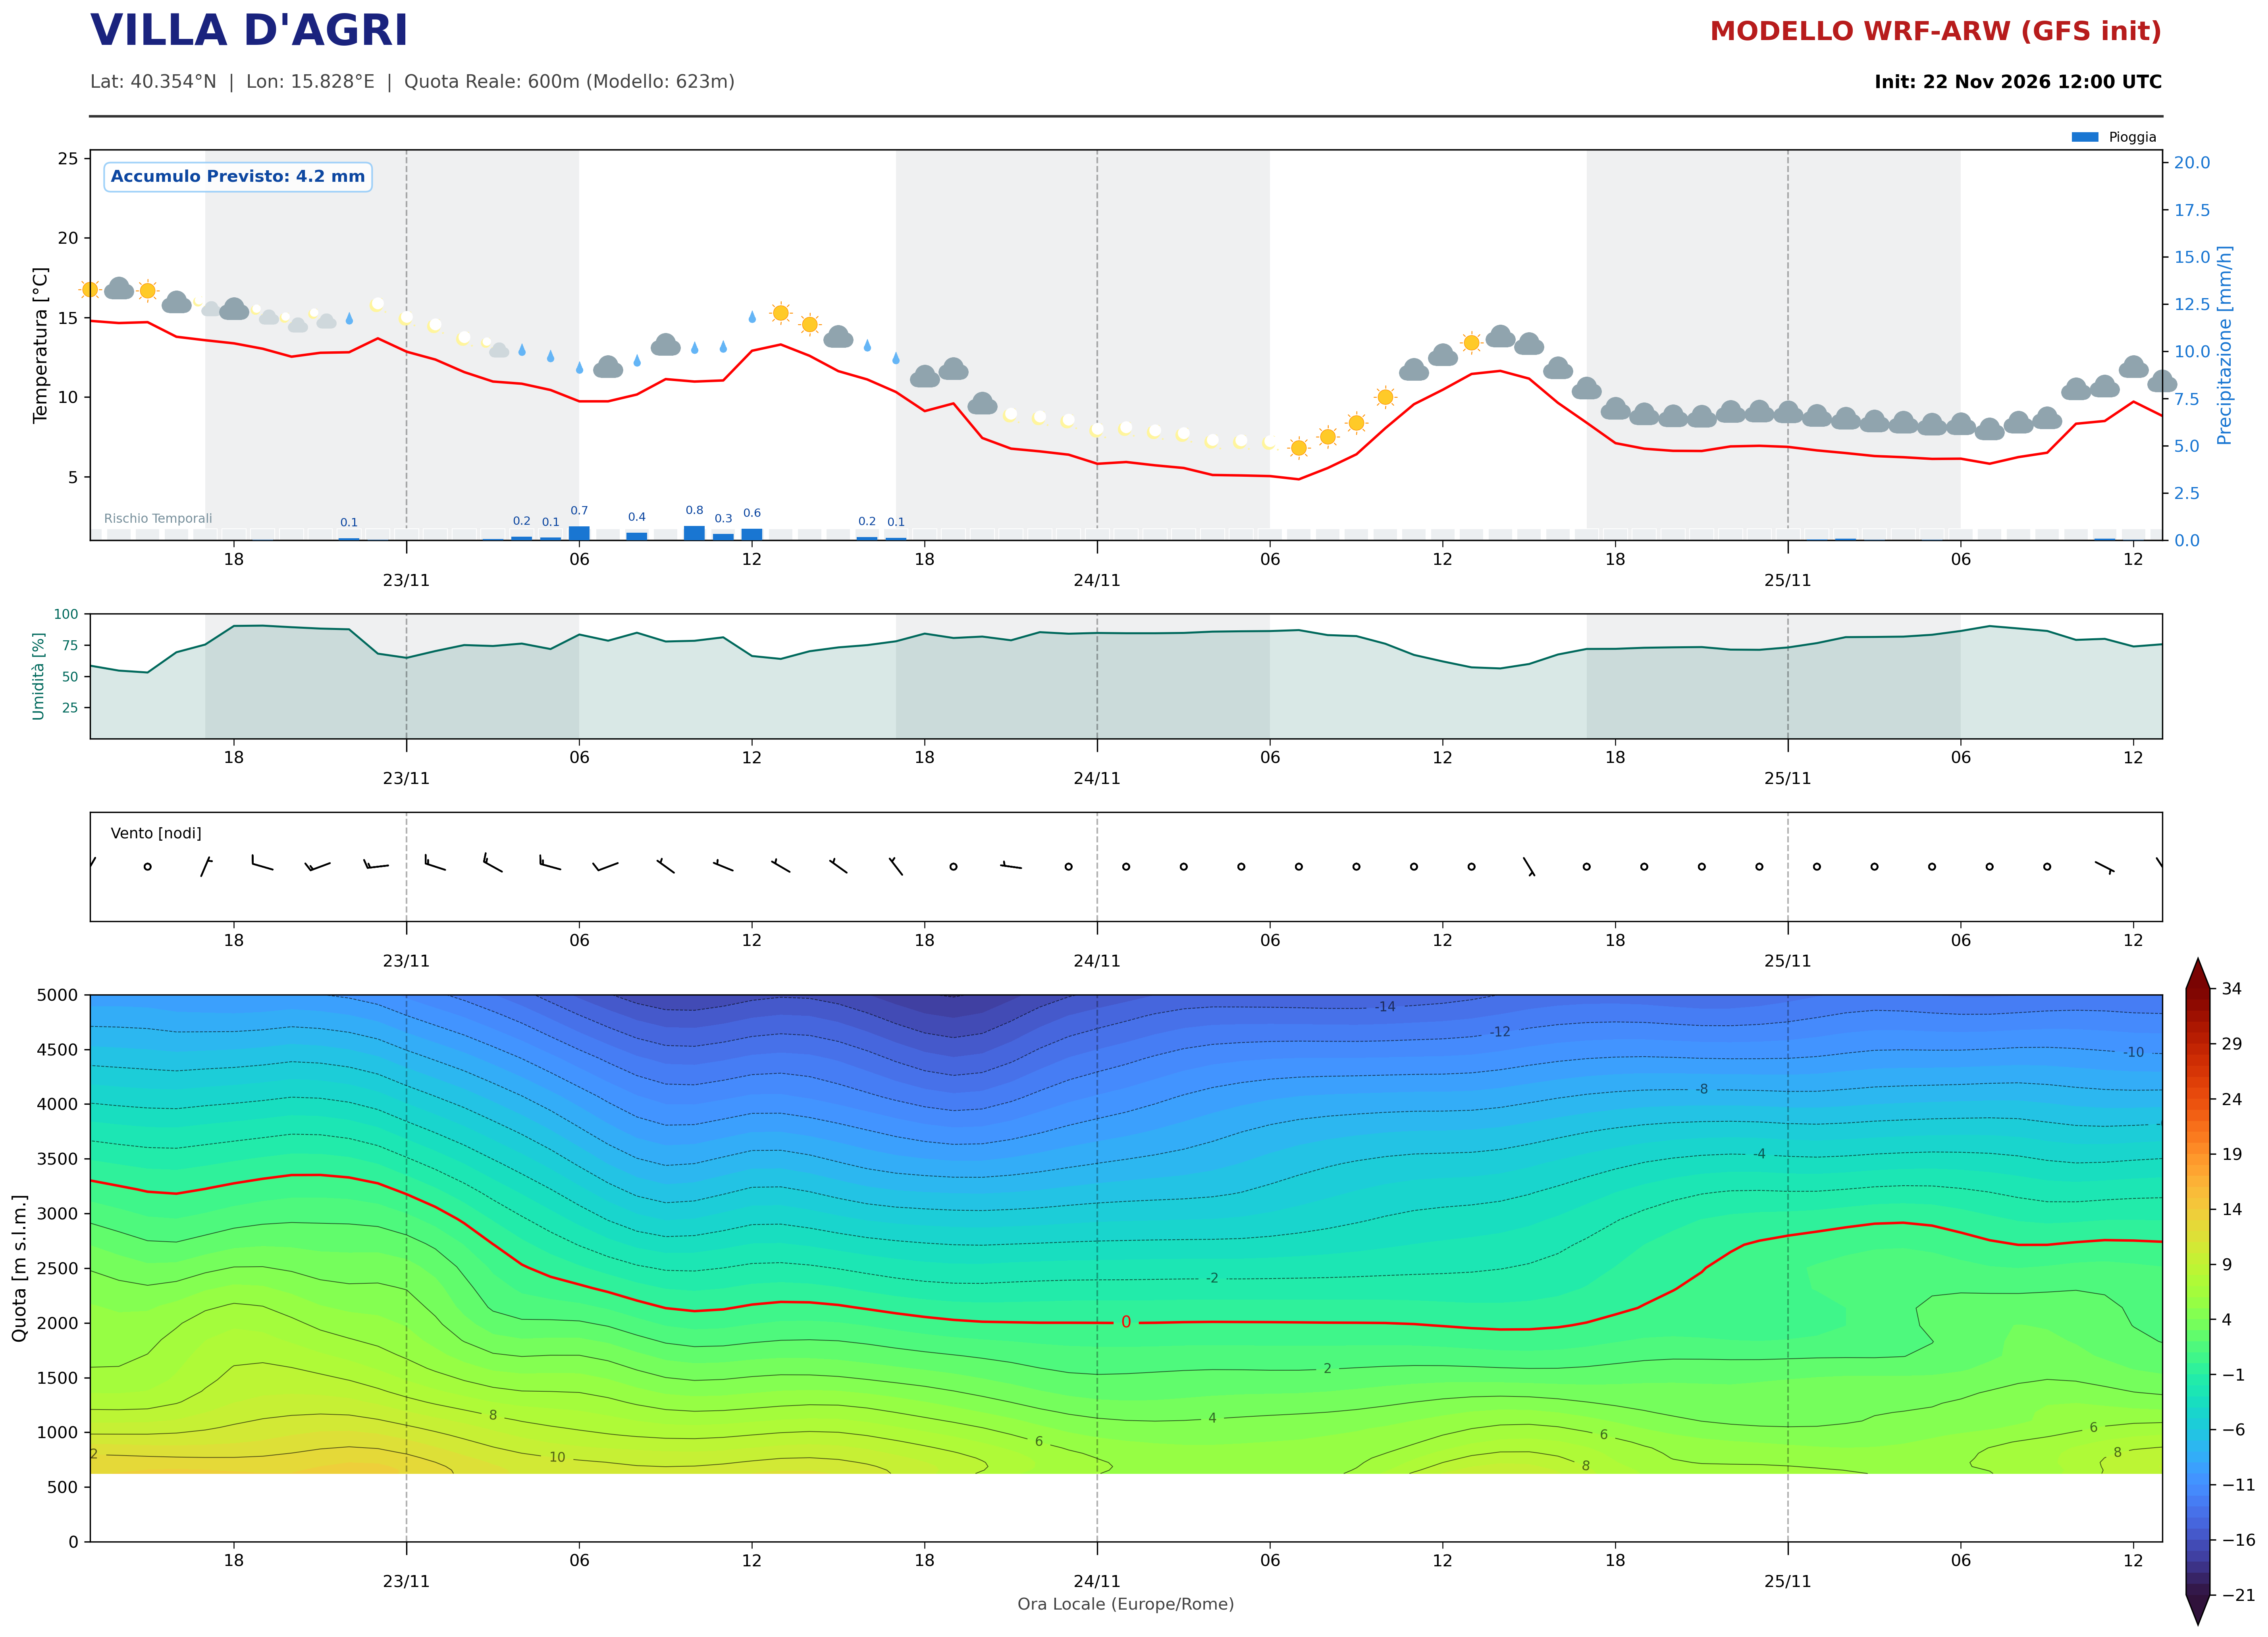 VILLA D'AGRI
MODELLO WRF-ARW (GFS init)
Lat: 40.354°N | Lon: 15.828°E | Quota Reale: 600m (Modello: 623m)
Init: 22 Nov 2026 12:00 UTC
Pioggia
Accumulo Previsto: 4.2 mm
Temperatura [°C]
25
20
15
10
5
Precipitazione [mm/h]
20.0
17.5
15.0
12.5
10.0
7.5
5.0
2.5
0.0
Rischio Temporali
0.1 0.2 0.1 0.7 0.4 0.8 0.3 0.6 0.2 0.1
18 06 12 18 06 12 18 06 12
23/11 24/11 25/11
Umidità [%]
100
75
50
25
18 06 12 18 06 12 18 06 12
23/11 24/11 25/11
Vento [nodi]
18 06 12 18 06 12 18 06 12
23/11 24/11 25/11
Quota [m s.l.m.]
5000
4500
4000
3500
3000
2500
2000
1500
1000
500
0
-14
-12
-10
-8
-4
-2
0
2
4
8
6
6
6
10
8
8
2
34
29
24
19
14
9
4
−1
−6
−11
−16
−21
18 06 12 18 06 12 18 06 12
23/11 24/11 25/11
Ora Locale (Europe/Rome)